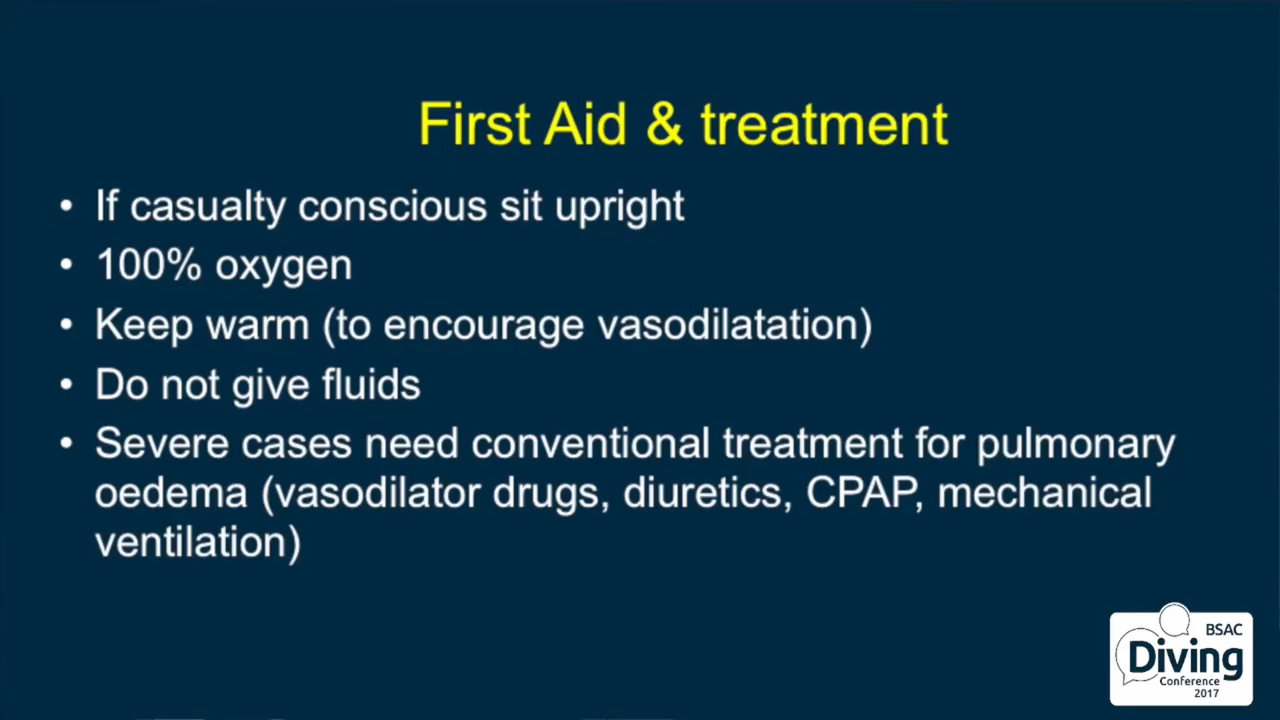 First Aid & treatment
• If casualty conscious sit upright
• 100% oxygen
• Keep warm (to encourage vasodilatation)
• Do not give fluids
• Severe cases need conventional treatment for pulmonary
oedema (vasodilator drugs, diuretics, CPAP, mechanical
ventilation)
BSAC
Diving
Conference
2017